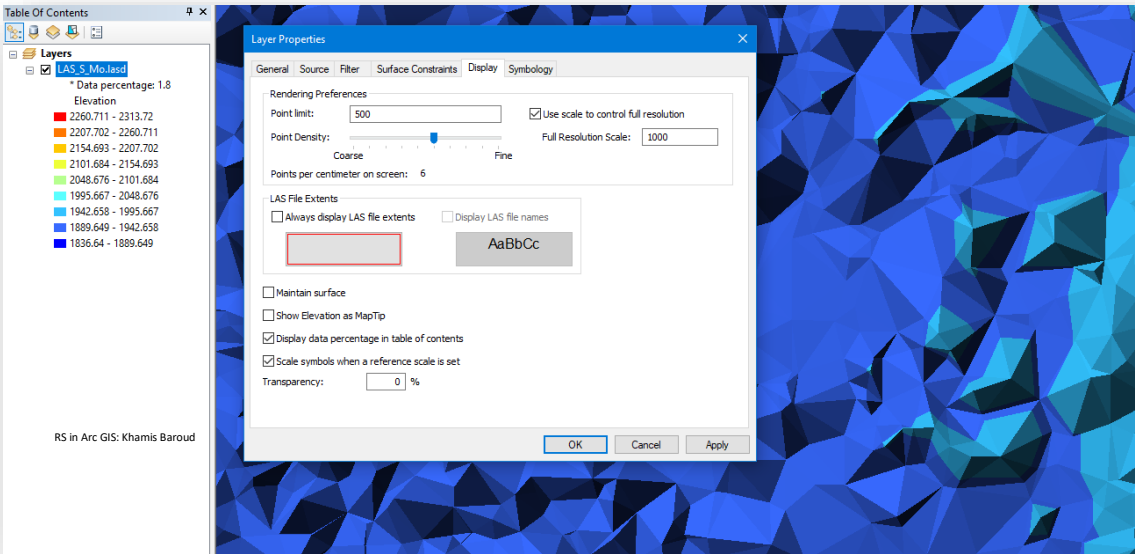 Table Of Contents
Layers
LAS_S_Mo.lasd
* Data percentage: 1.8
Elevation
2260.711 - 2313.72
2207.702 - 2260.711
2154.693 - 2207.702
2101.684 - 2154.693
2048.676 - 2101.684
1995.667 - 2048.676
1942.658 - 1995.667
1889.649 - 1942.658
1836.64 - 1889.649
RS in Arc GIS: Khamis Baroud
Layer Properties
General Source Filter Surface Constraints Display Symbology
Rendering Preferences
Point limit: 500 Use scale to control full resolution
Point Density: Full Resolution Scale: 1000
Coarse Fine
Points per centimeter on screen: 6
LAS File Extents
Always display LAS file extents Display LAS file names
AaBbCc
Maintain surface
Show Elevation as MapTip
Display data percentage in table of contents
Scale symbols when a reference scale is set
Transparency: 0 %
OK Cancel Apply